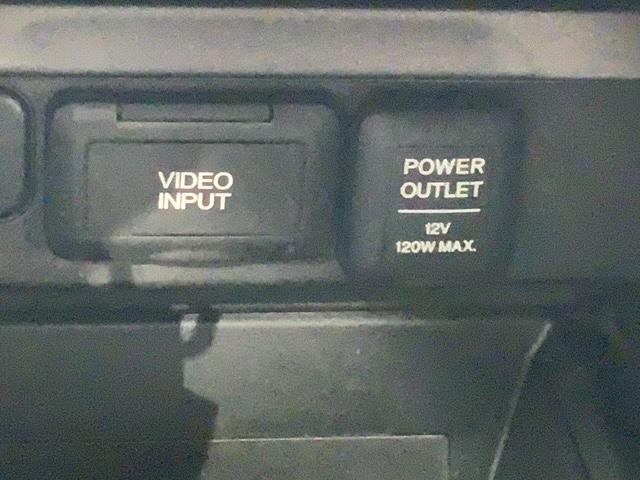 VIDEO
INPUT
POWER
OUTLET
12V
120W MAX.